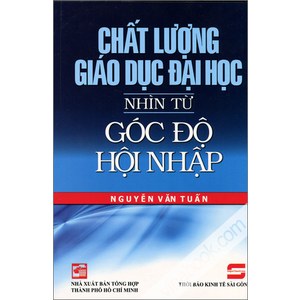 CHẤT LƯỢNG
GIÁO DỤC ĐẠI HỌC
NHÌN TỪ
GÓC ĐỘ
HỘI NHẬP
NGUYỄN VĂN TUẤN
NHÀ XUẤT BẢN TỔNG HỢP
THÀNH PHỐ HỒ CHÍ MINH
THỜI BÁO KINH TẾ SÀI GÒN